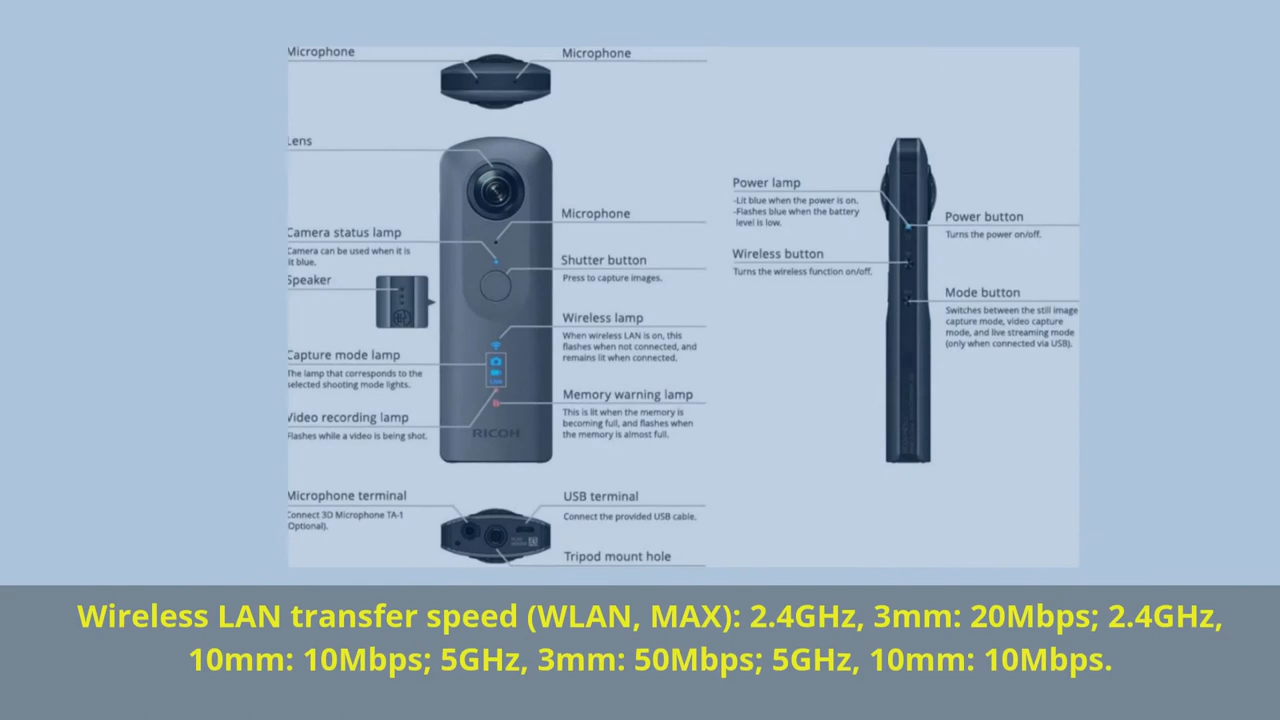 Microphone
Microphone
Lens
Microphone
Camera status lamp
Camera can be used when it is
lit blue.
Shutter button
Press to capture images.
Speaker
Wireless lamp
When wireless LAN is on, this
flashes when not connected, and
remains lit when connected.
Capture mode lamp
The lamp that corresponds to the
selected shooting mode lights.
Memory warning lamp
This is lit when the memory is
becoming full, and flashes when
the memory is almost full.
Video recording lamp
Flashes while a video is being shot.
RICOH
Microphone terminal
Connect 3D Microphone TA-1
(Optional).
USB terminal
Connect the provided USB cable.
Tripod mount hole
Power lamp
-Lit blue when the power is on.
-Flashes blue when the battery
level is low.
Power button
Turns the power on/off.
Wireless button
Turns the wireless function on/off.
Mode button
Switches between the still image
capture mode, video capture
mode, and live streaming mode
(only when connected via USB).
Wireless LAN transfer speed (WLAN, MAX): 2.4GHz, 3mm: 20Mbps; 2.4GHz,
10mm: 10Mbps; 5GHz, 3mm: 50Mbps; 5GHz, 10mm: 10Mbps.